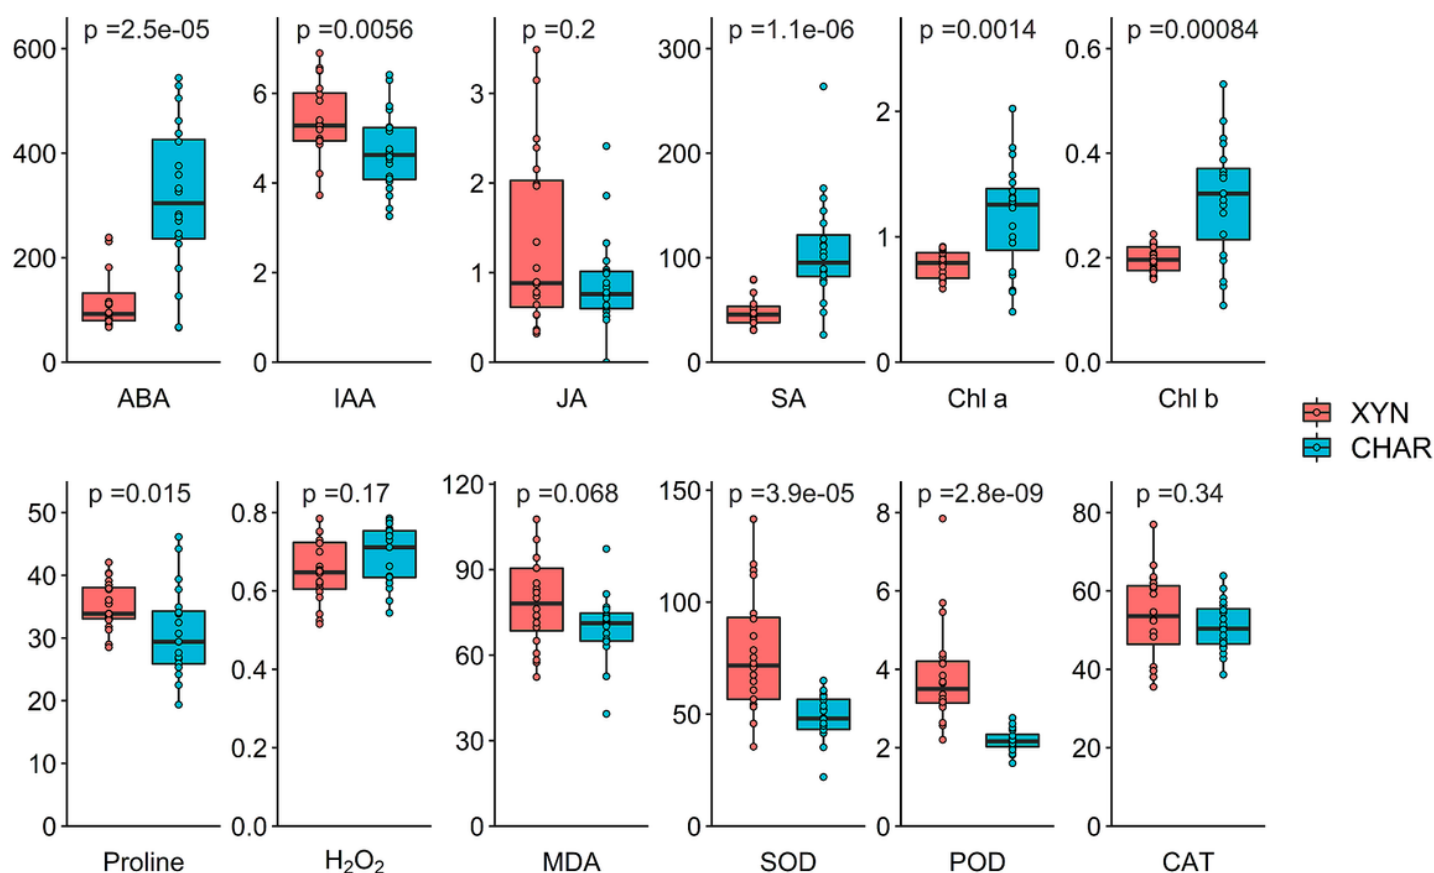 p =2.5e-05 p =0.0056 p =0.2 p =1.1e-06 p =0.0014 p =0.00084
600 6 3 300 2 0.6
400 4 2 200 1 0.4
200 2 1 100 0 0.2
0 0 0 0 0.0
ABA IAA JA SA Chl a Chl b
XYN
CHAR
p =0.015 p =0.17 p =0.068 p =3.9e-05 p =2.8e-09 p =0.34
50 0.8 120 150 8 80
40 0.6 90 100 6 60
30 0.4 60 50 4 40
20 0.2 30 0 2 20
10 0.0 0 0 0
0
Proline H₂O₂ MDA SOD POD CAT